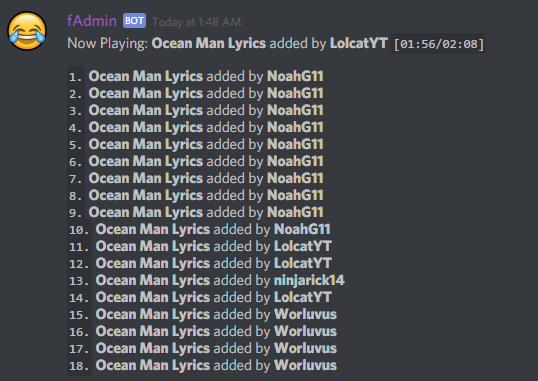 fAdmin BOT Today at 1:48 AM
Now Playing: Ocean Man Lyrics added by LolcatYT [01:56/02:08]
1. Ocean Man Lyrics added by NoahG11
2. Ocean Man Lyrics added by NoahG11
3. Ocean Man Lyrics added by NoahG11
4. Ocean Man Lyrics added by NoahG11
5. Ocean Man Lyrics added by NoahG11
6. Ocean Man Lyrics added by NoahG11
7. Ocean Man Lyrics added by NoahG11
8. Ocean Man Lyrics added by NoahG11
9. Ocean Man Lyrics added by NoahG11
10. Ocean Man Lyrics added by NoahG11
11. Ocean Man Lyrics added by LolcatYT
12. Ocean Man Lyrics added by LolcatYT
13. Ocean Man Lyrics added by ninjarick14
14. Ocean Man Lyrics added by LolcatYT
15. Ocean Man Lyrics added by Worluvus
16. Ocean Man Lyrics added by Worluvus
17. Ocean Man Lyrics added by Worluvus
18. Ocean Man Lyrics added by Worluvus